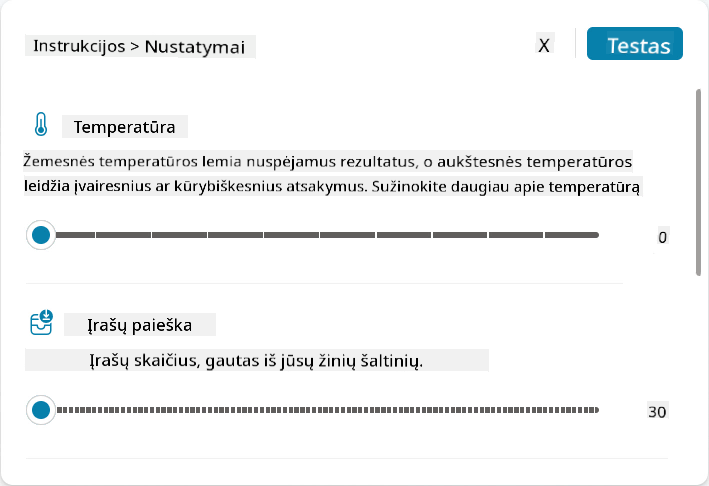 Instrukcijos > Nustatymai
X
Testas
Temperatūra
Žemesnės temperatūros lemia nuspėjamus rezultatus, o aukštesnės temperatūros
leidžia įvairesnius ar kūrybiškesnius atsakymus. Sužinokite daugiau apie temperatūrą
0
Įrašų paieška
Įrašų skaičius, gautas iš jūsų žinių šaltinių.
30